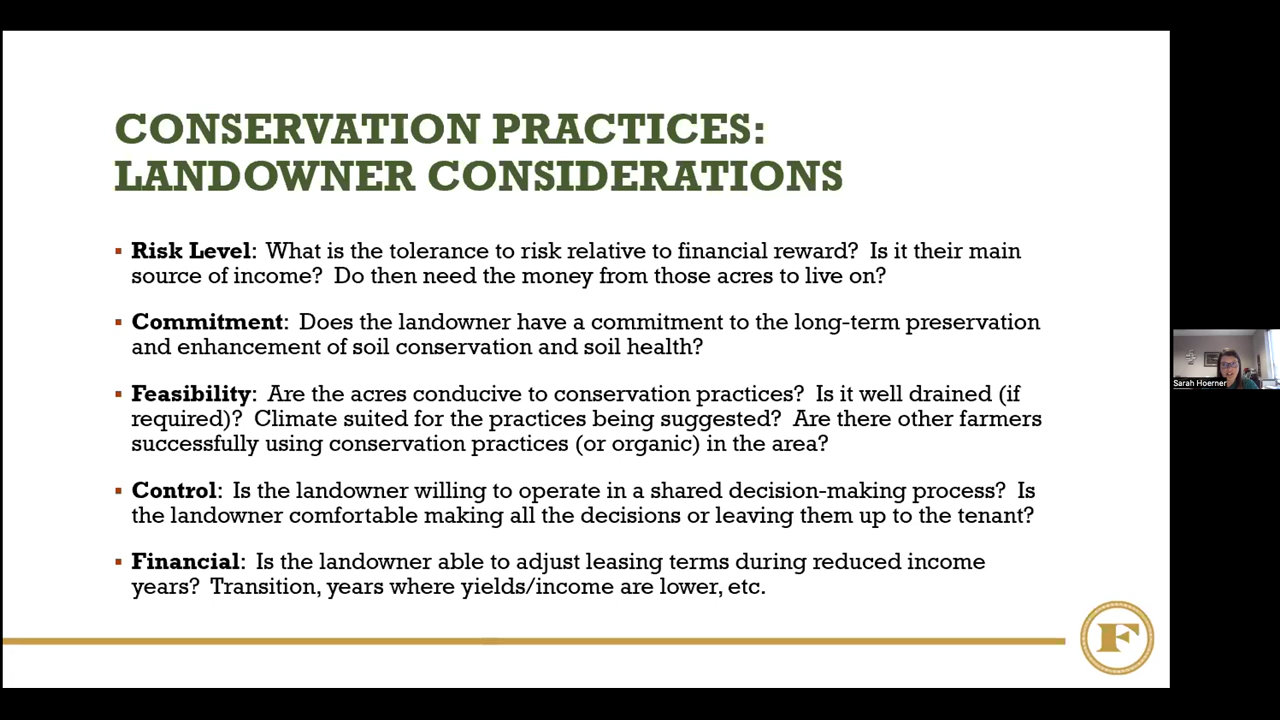 CONSERVATION PRACTICES:
LANDOWNER CONSIDERATIONS
▪ Risk Level: What is the tolerance to risk relative to financial reward? Is it their main
source of income? Do then need the money from those acres to live on?
▪ Commitment: Does the landowner have a commitment to the long-term preservation
and enhancement of soil conservation and soil health?
▪ Feasibility: Are the acres conducive to conservation practices? Is it well drained (if
required)? Climate suited for the practices being suggested? Are there other farmers
successfully using conservation practices (or organic) in the area?
▪ Control: Is the landowner willing to operate in a shared decision-making process? Is
the landowner comfortable making all the decisions or leaving them up to the tenant?
▪ Financial: Is the landowner able to adjust leasing terms during reduced income
years? Transition, years where yields/income are lower, etc.
F
Sarah Hoerner